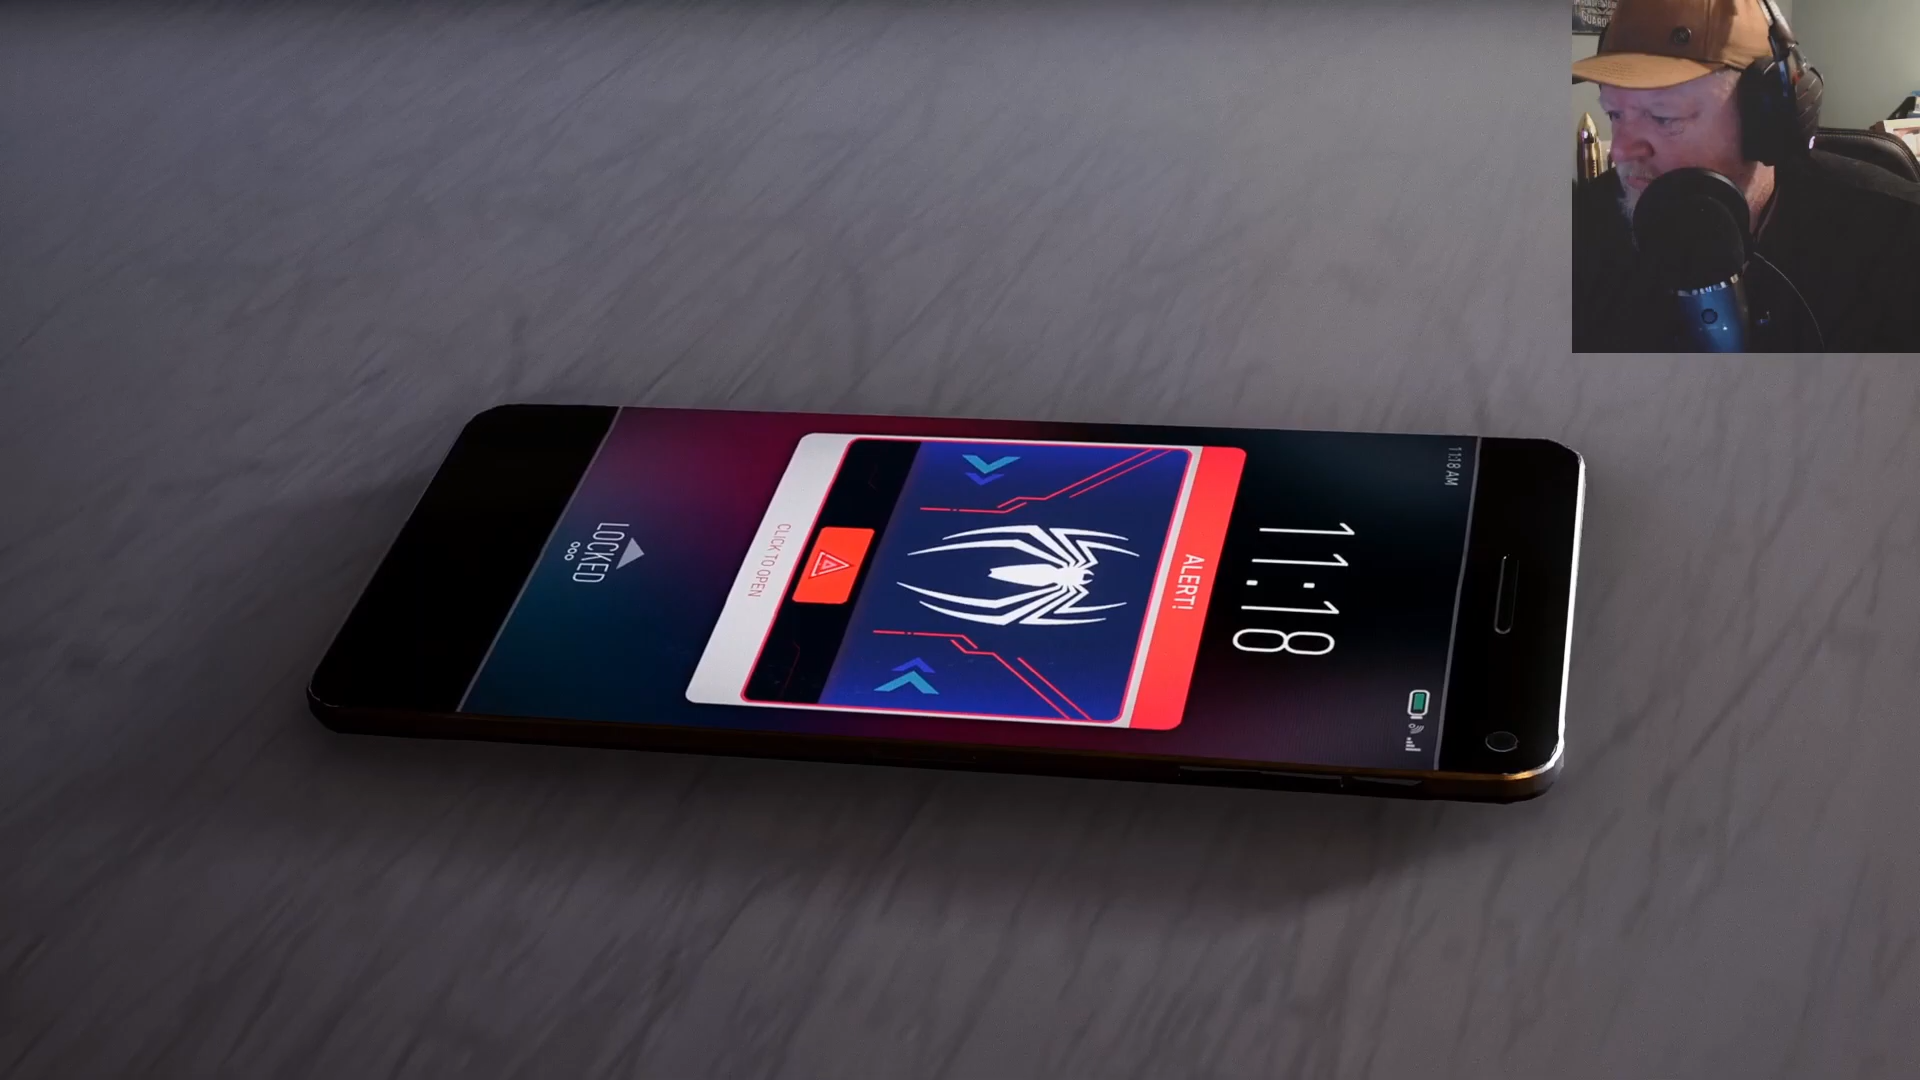 11:18 AM
11:18
ALERT!
CLICK TO OPEN
LOCKED